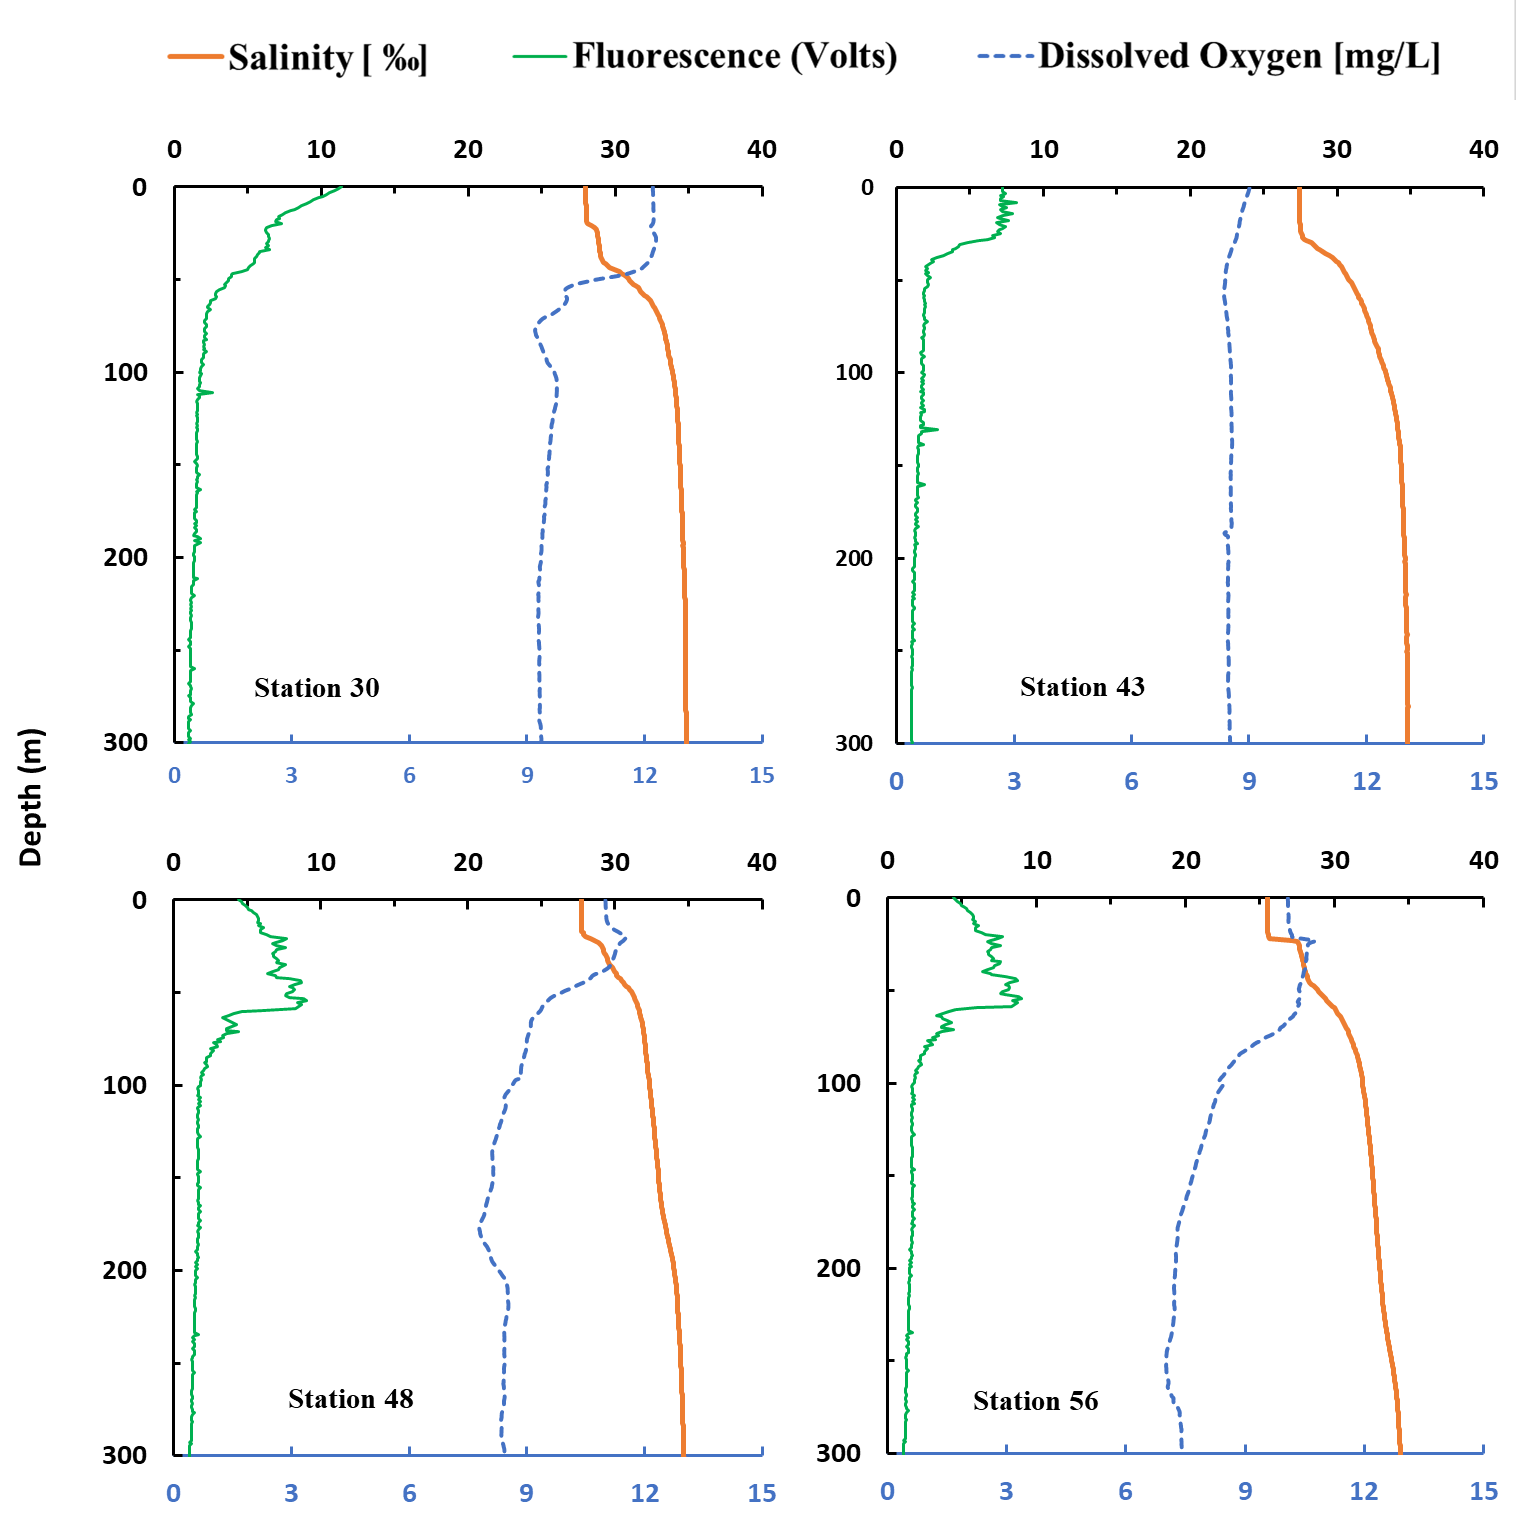 Salinity [ ‰] Fluorescence (Volts) Dissolved Oxygen [mg/L]
0 10 20 30 40
0
100
200
300
Station 30
0 3 6 9 12 15
0 10 20 30 40
0
100
200
300
Station 43
0 3 6 9 12 15
Depth (m)
0 10 20 30 40
0
100
200
300
Station 48
0 3 6 9 12 15
0 10 20 30 40
0
100
200
300
Station 56
0 3 6 9 12 15